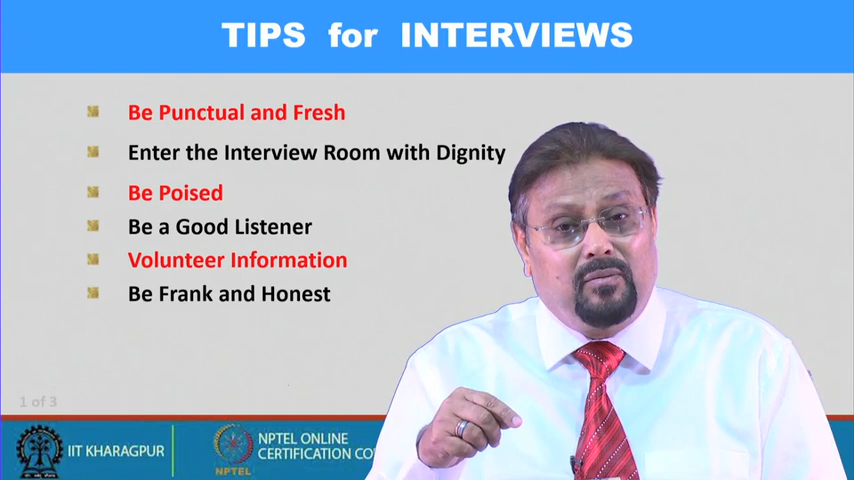 TIPS for INTERVIEWS
Be Punctual and Fresh
Enter the Interview Room with Dignity
Be Poised
Be a Good Listener
Volunteer Information
Be Frank and Honest
1 of 3
IIT KHARAGPUR
NPTEL ONLINE
CERTIFICATION
NPTEL